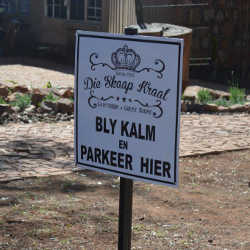 Die Skaap Kraal
BLY KALM
EN
PARKEER HIER